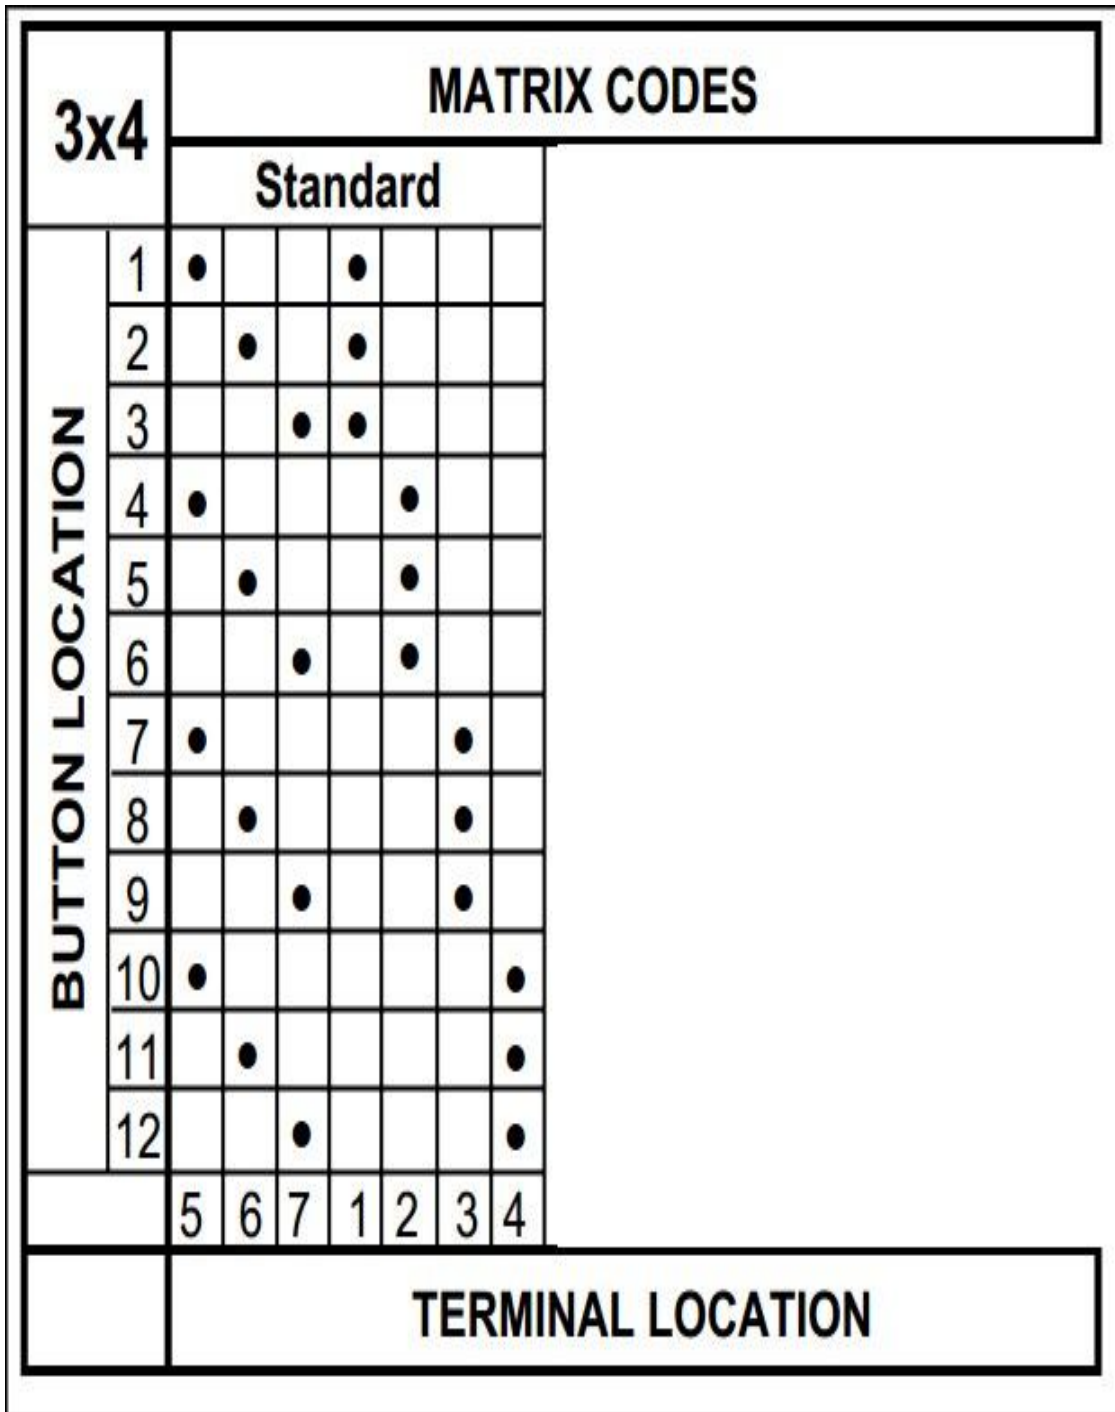 3x4
MATRIX CODES
Standard
BUTTON LOCATION
1 ● ●
2 ● ●
3 ● ●
4 ● ●
5 ● ●
6 ● ●
7 ● ●
8 ● ●
9 ● ●
10 ● ●
11 ● ●
12 ● ●
5 6 7 1 2 3 4
TERMINAL LOCATION